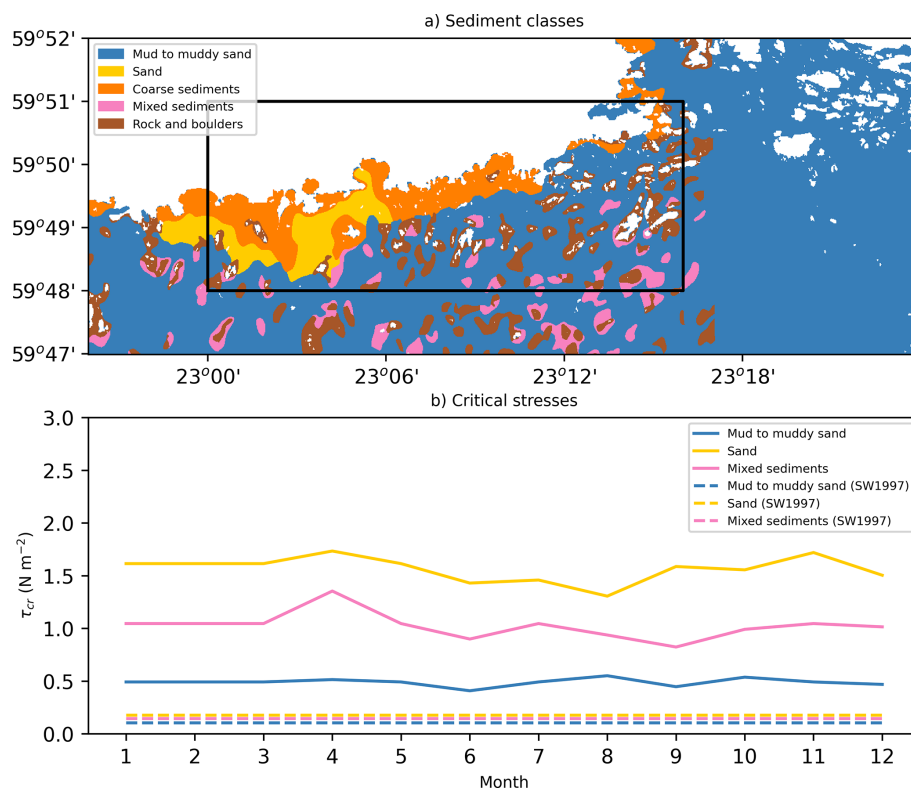 a) Sediment classes
59°52'
59°51'
59°50'
59°49'
59°48'
59°47'
Mud to muddy sand
Sand
Coarse sediments
Mixed sediments
Rock and boulders
23°00' 23°06' 23°12' 23°18'
b) Critical stresses
3.0
2.5
2.0
1.5
1.0
0.5
0.0
τcr (N m⁻²)
Mud to muddy sand
Sand
Mixed sediments
Mud to muddy sand (SW1997)
Sand (SW1997)
Mixed sediments (SW1997)
1 2 3 4 5 6 7 8 9 10 11 12
Month